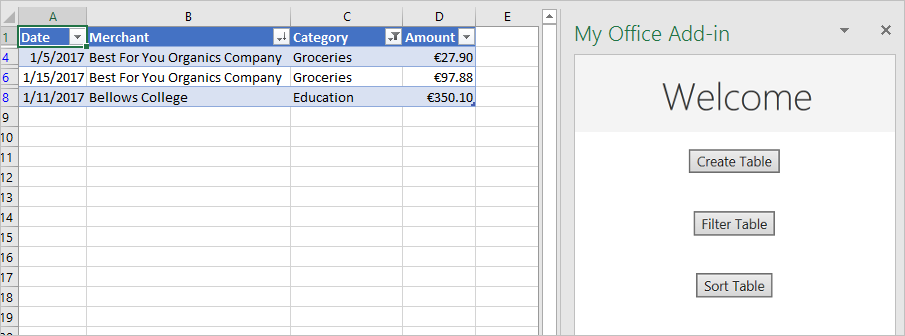 A B C D E
1 Date Merchant Category Amount
4 1/5/2017 Best For You Organics Company Groceries €27.90
6 1/15/2017 Best For You Organics Company Groceries €97.88
8 1/11/2017 Bellows College Education €350.10
9
10
11
12
13
14
15
16
17
18
19
My Office Add-in
Welcome
Create Table
Filter Table
Sort Table